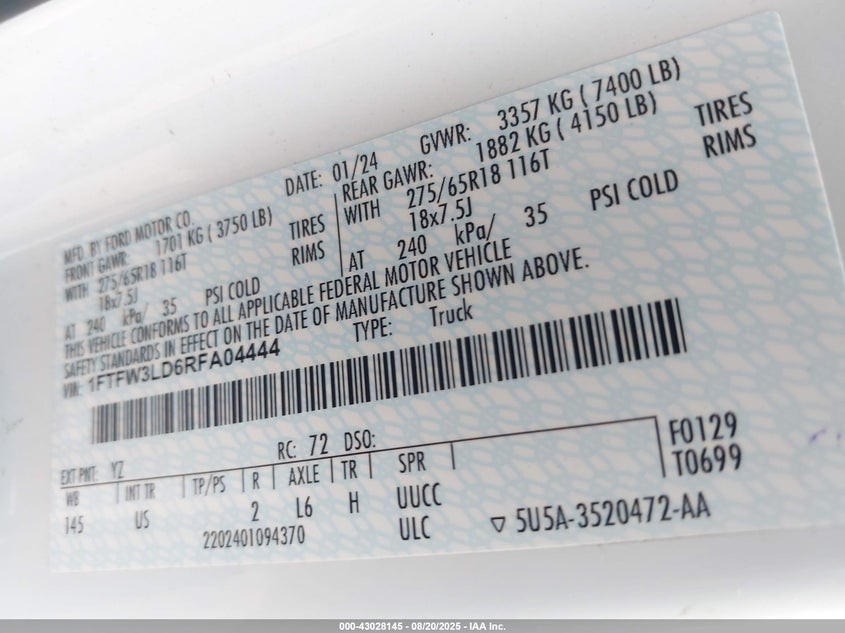 MFD. BY FORD MOTOR CO.
DATE: 01/24
GVWR: 3357 KG ( 7400 LB)
FRONT GAWR: 1701 KG ( 3750 LB)
REAR GAWR: 1882 KG ( 4150 LB)
WITH 275/65R18 116T TIRES
WITH 275/65R18 116T TIRES
18x7.5J RIMS
18x7.5J RIMS
AT 240 kPa/ 35 PSI COLD
AT 240 kPa/ 35 PSI COLD
THIS VEHICLE CONFORMS TO ALL APPLICABLE FEDERAL MOTOR VEHICLE
SAFETY STANDARDS IN EFFECT ON THE DATE OF MANUFACTURE SHOWN ABOVE.
VIN: 1FTFW3LD6RFA04444
TYPE: Truck
EXT PNT: YZ
RC: 72 DSO:
F0129
T0699
WB INT TR TP/PS R AXLE TR SPR
145 US 2 L6 H UUCC
2202401094370
ULC
▽ 5U5A-3520472-AA
000-43028145 - 08/20/2025 - IAA Inc.